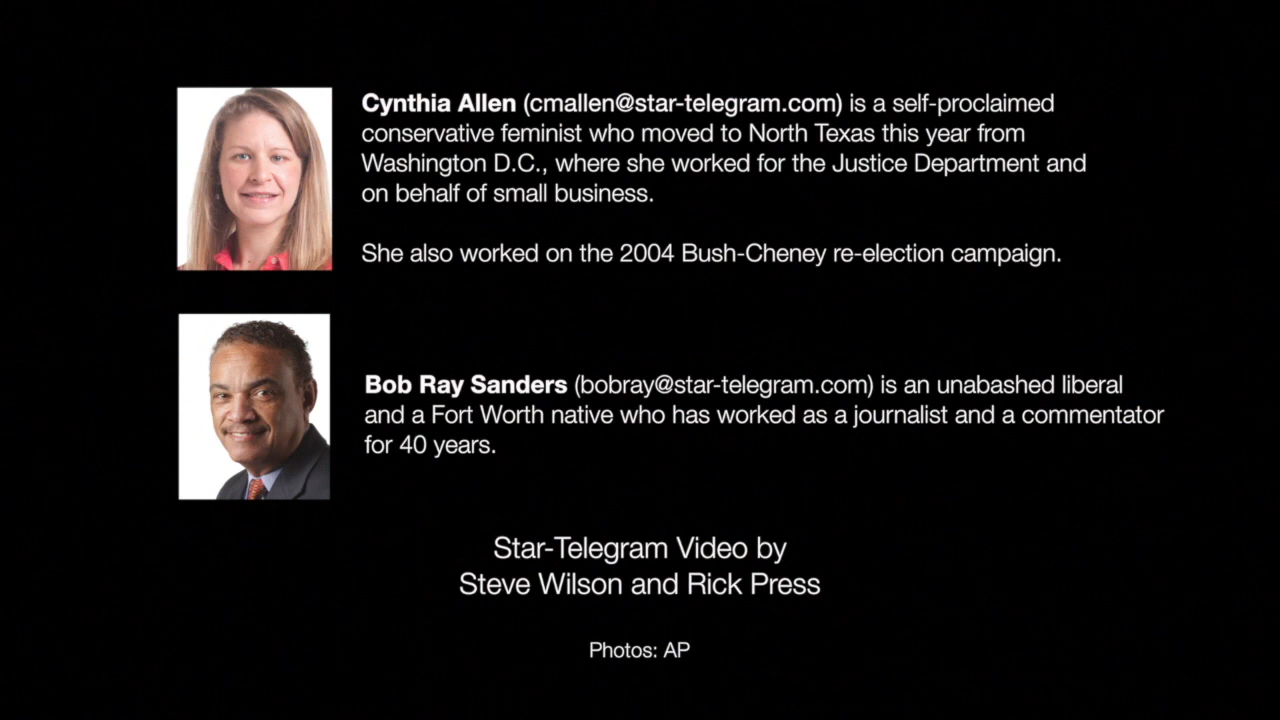 Cynthia Allen (cmallen@star-telegram.com) is a self-proclaimed
conservative feminist who moved to North Texas this year from
Washington D.C., where she worked for the Justice Department and
on behalf of small business.
She also worked on the 2004 Bush-Cheney re-election campaign.
Bob Ray Sanders (bobray@star-telegram.com) is an unabashed liberal
and a Fort Worth native who has worked as a journalist and a commentator
for 40 years.
Star-Telegram Video by
Steve Wilson and Rick Press
Photos: AP